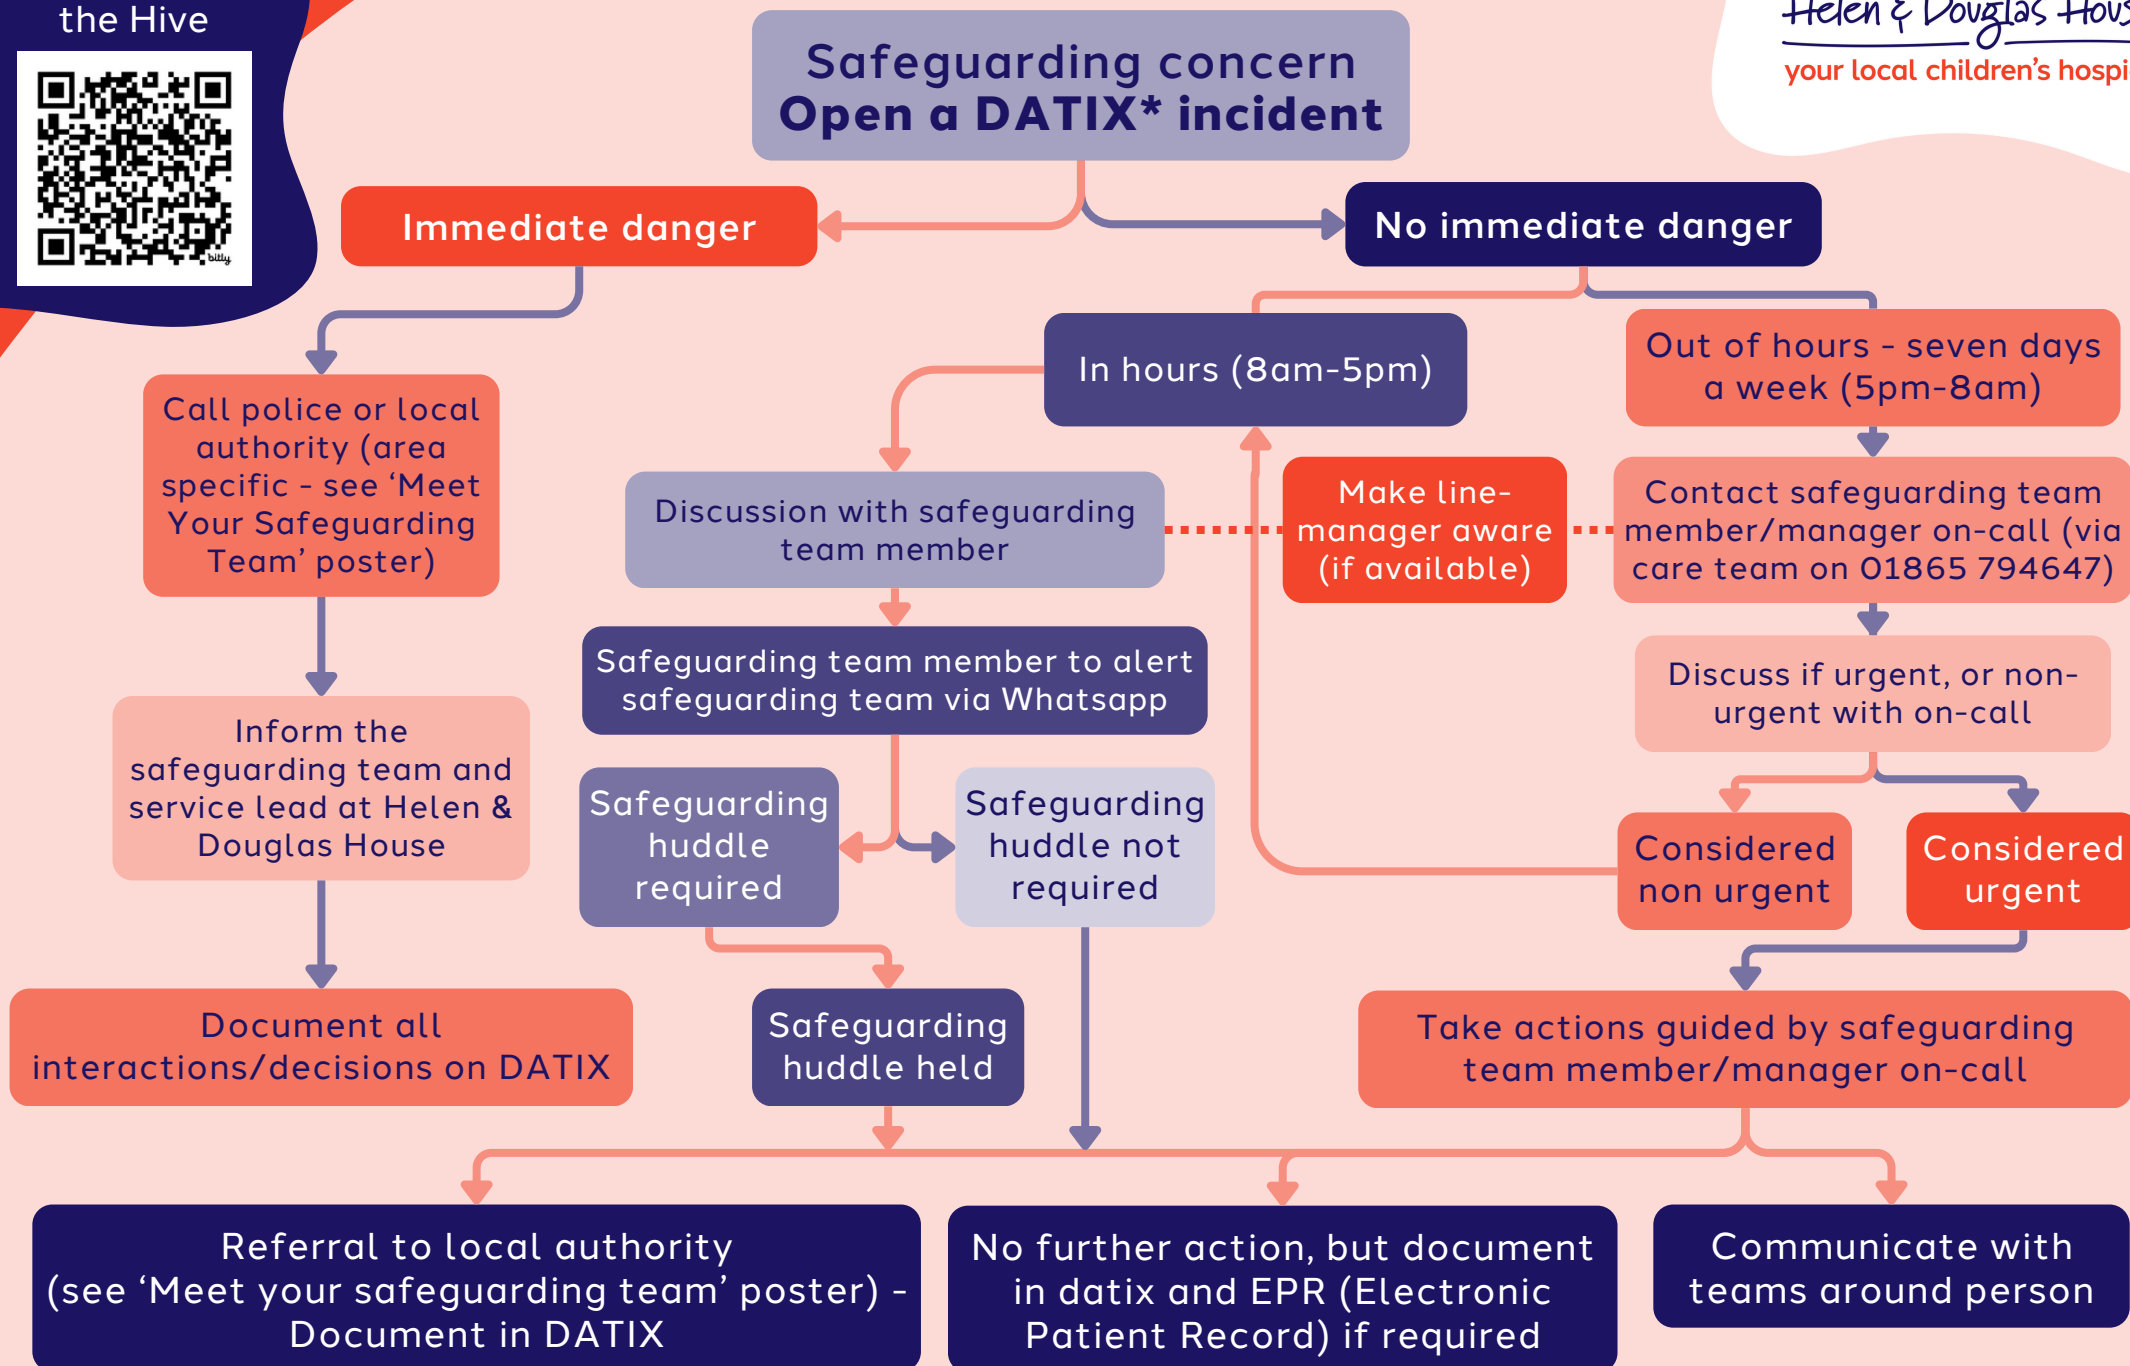 the Hive
bitly
Helen & Douglas
your local children's
Safeguarding concern
Open a DATIX* incident
Immediate danger
No immediate danger
In hours (8am-5pm)
Out of hours - seven days
a week (5pm-8am)
Call police or local
authority (area
specific - see ‘Meet
Your Safeguarding
Team’ poster)
Discussion with safeguarding
team member
Make line-
manager aware
(if available)
Contact safeguarding team
member/manager on-call (via
care team on 01865 794647)
Safeguarding team member to alert
safeguarding team via Whatsapp
Discuss if urgent, or non-
urgent with on-call
Inform the
safeguarding team and
service lead at Helen &
Douglas House
Safeguarding
huddle
required
Safeguarding
huddle not
required
Considered
non urgent
Considered
urgent
Document all
interactions/decisions on DATIX
Safeguarding
huddle held
Take actions guided by safeguarding
team member/manager on-call
Referral to local authority
(see ‘Meet your safeguarding team’ poster) -
Document in DATIX
No further action, but document
in datix and EPR (Electronic
Patient Record) if required
Communicate with
teams around person